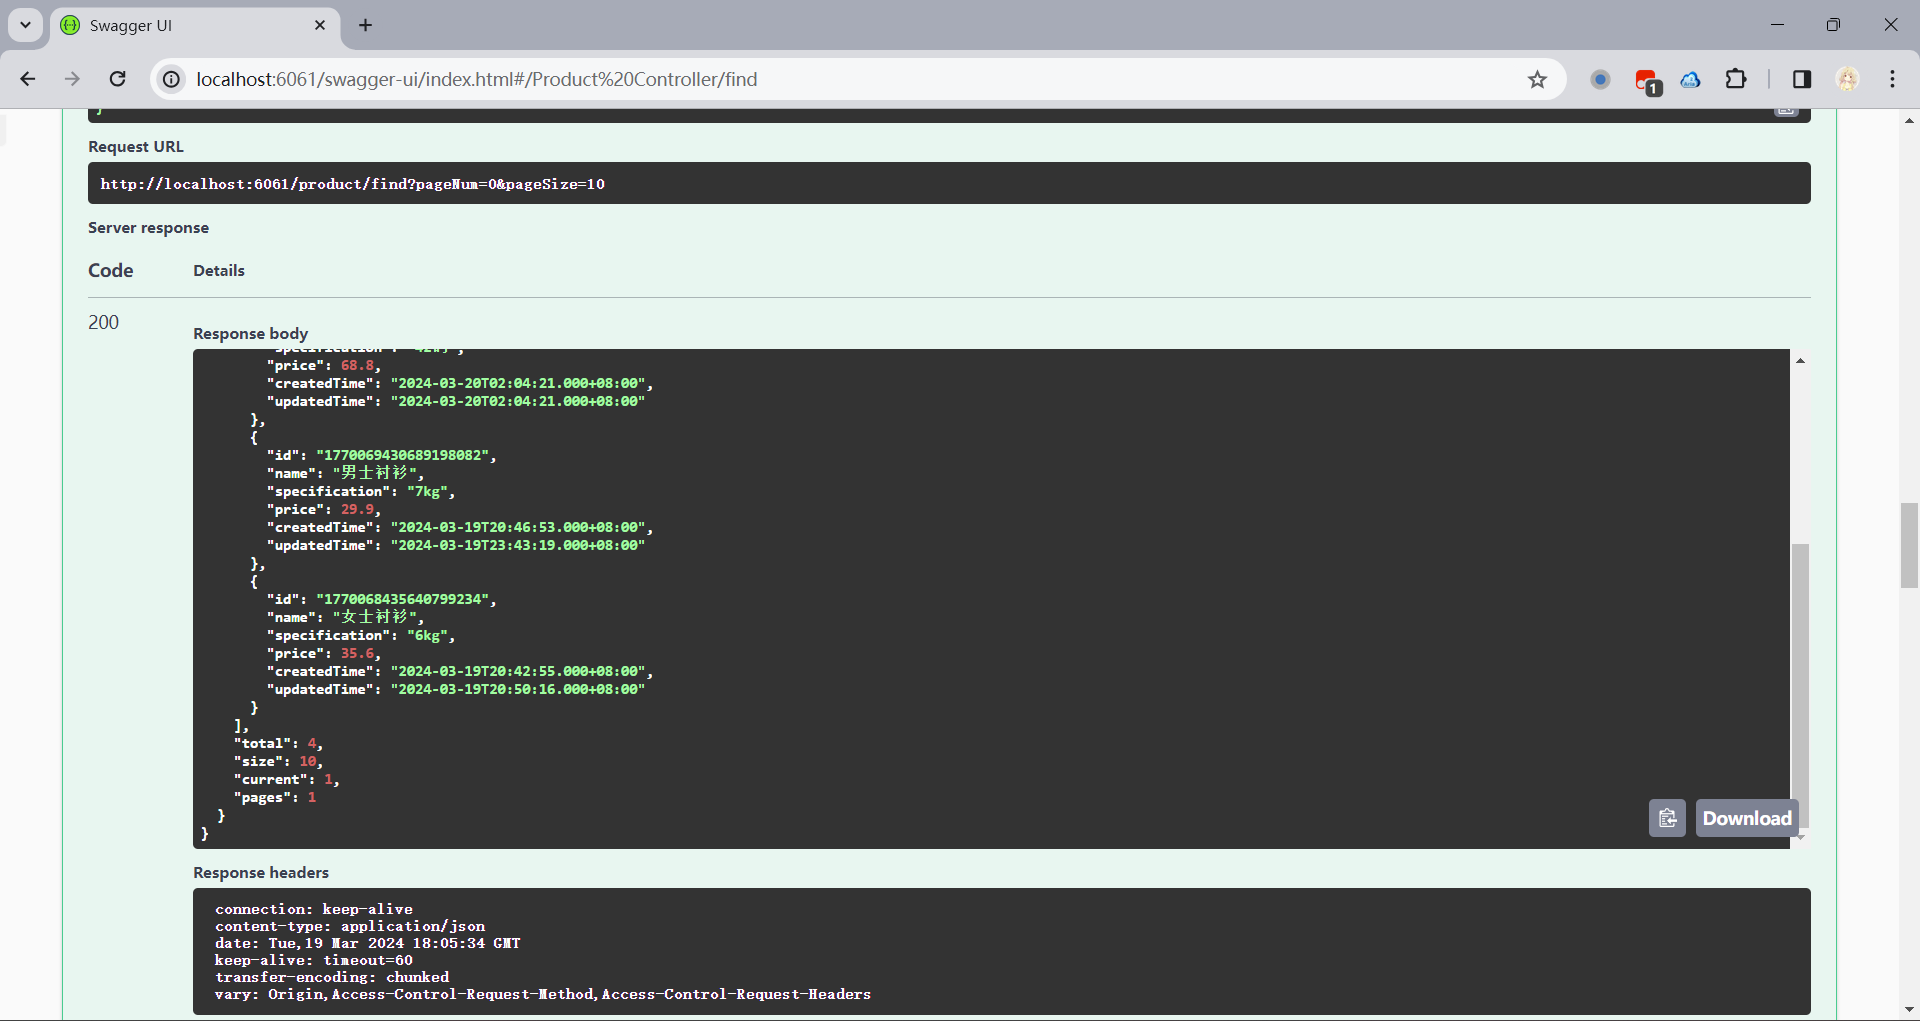 Swagger UI
localhost:6061/swagger-ui/index.html#/Product%20Controller/find
1
Request URL
http://localhost:6061/product/find?pageNum=0&pageSize=10
Server response
Code
Details
200
Response body
"price": 68.8,
"createdTime": "2024-03-20T02:04:21.000+08:00",
"updatedTime": "2024-03-20T02:04:21.000+08:00"
},
{
"id": "1770069430689198082",
"name": "男士衬衫",
"specification": "7kg",
"price": 29.9,
"createdTime": "2024-03-19T20:46:53.000+08:00",
"updatedTime": "2024-03-19T23:43:19.000+08:00"
},
{
"id": "1770068435640799234",
"name": "女士衬衫",
"specification": "6kg",
"price": 35.6,
"createdTime": "2024-03-19T20:42:55.000+08:00",
"updatedTime": "2024-03-19T20:50:16.000+08:00"
}
],
"total": 4,
"size": 10,
"current": 1,
"pages": 1
}
}
Download
Response headers
connection: keep-alive
content-type: application/json
date: Tue,19 Mar 2024 18:05:34 GMT
keep-alive: timeout=60
transfer-encoding: chunked
vary: Origin,Access-Control-Request-Method,Access-Control-Request-Headers